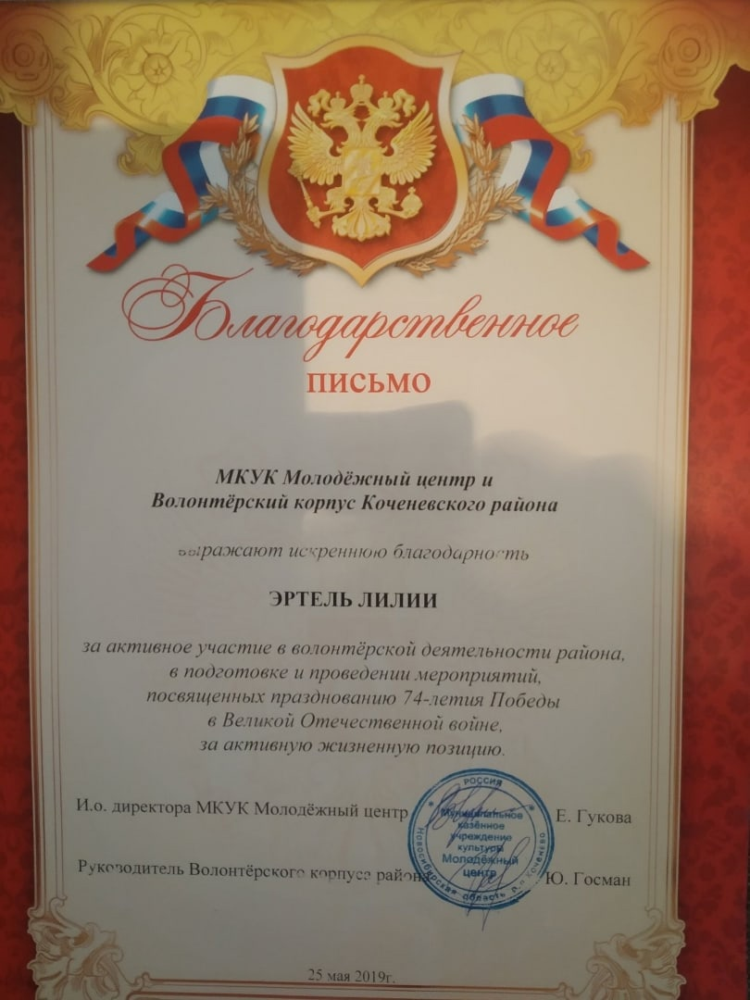 Благодарственное
письмо
МКУК Молодёжный центр и
Волонтёрский корпус Коченевского района
выражают искреннюю благодарность
ЭРТЕЛЬ ЛИЛИИ
за активное участие в волонтёрской деятельности района,
в подготовке и проведении мероприятий,
посвященных празднованию 74-летия Победы
в Великой Отечественной войне,
за активную жизненную позицию.
И.о. директора МКУК Молодёжный центр
Е. Гукова
РОССИЯ
Муниципальное
казённое
учреждение
культуры
Молодёжный
центр
Новосибирская область р.п. Коченево
Руководитель Волонтёрского корпуса района
Ю. Госман
25 мая 2019г.